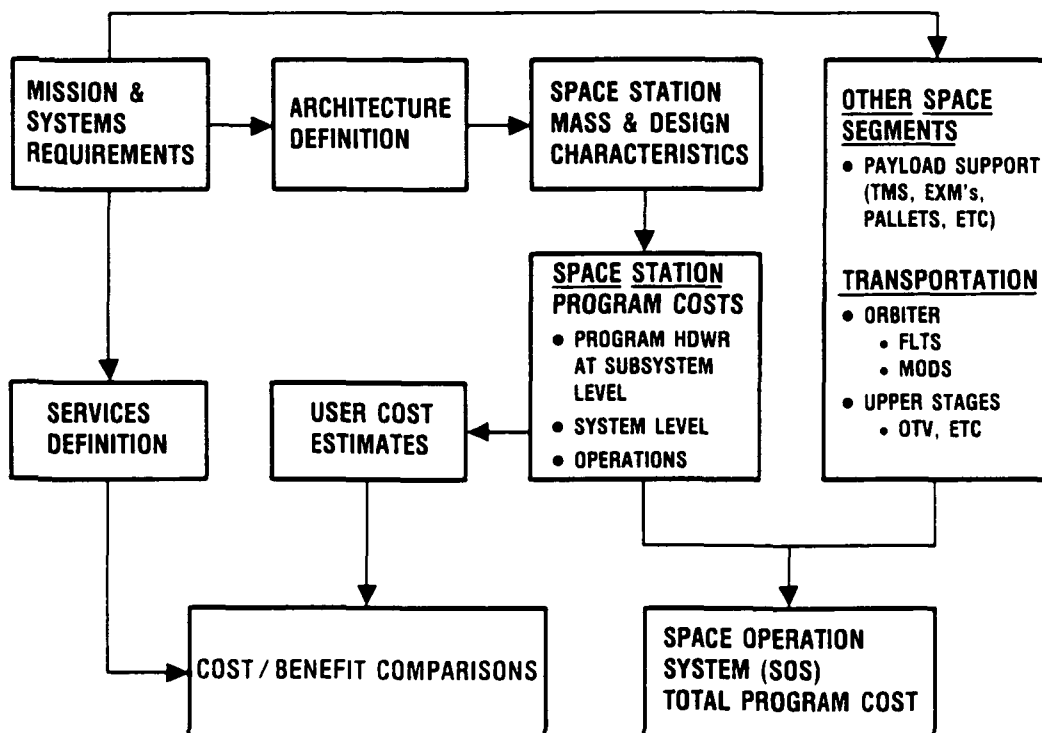 MISSION &
SYSTEMS
REQUIREMENTS
ARCHITECTURE
DEFINITION
SPACE STATION
MASS & DESIGN
CHARACTERISTICS
OTHER SPACE
SEGMENTS
• PAYLOAD SUPPORT
(TMS, EXM's,
PALLETS, ETC)
TRANSPORTATION
• ORBITER
• FLTS
• MODS
• UPPER STAGES
• OTV, ETC
SPACE STATION
PROGRAM COSTS
• PROGRAM HDWR
AT SUBSYSTEM
LEVEL
• SYSTEM LEVEL
• OPERATIONS
SERVICES
DEFINITION
USER COST
ESTIMATES
COST / BENEFIT COMPARISONS
SPACE OPERATION
SYSTEM (SOS)
TOTAL PROGRAM COST